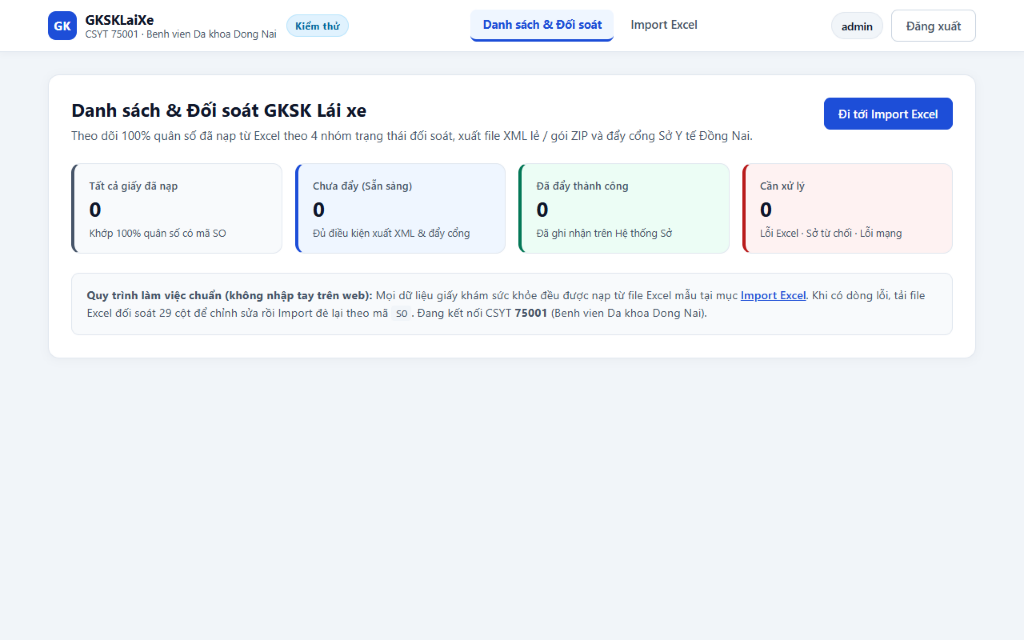 GK
GKSKLaiXe
CSYT 75001 · Benh vien Da khoa Dong Nai
Kiểm thử
Danh sách & Đối soát
Import Excel
admin
Đăng xuất
Danh sách & Đối soát GKSK Lái xe
Theo dõi 100% quân số đã nạp từ Excel theo 4 nhóm trạng thái đối soát, xuất file XML lẻ / gói ZIP và đẩy cổng Sở Y tế Đồng Nai.
Đi tới Import Excel
Tất cả giấy đã nạp
0
Khớp 100% quân số có mã SO
Chưa đẩy (Sẵn sàng)
0
Đủ điều kiện xuất XML & đẩy cổng
Đã đẩy thành công
0
Đã ghi nhận trên Hệ thống Sở
Cần xử lý
0
Lỗi Excel · Sở từ chối · Lỗi mạng
Quy trình làm việc chuẩn (không nhập tay trên web): Mọi dữ liệu giấy khám sức khỏe đều được nạp từ file Excel mẫu tại mục Import Excel. Khi có dòng lỗi, tải file
Excel đối soát 29 cột để chỉnh sửa rồi Import đè lại theo mã SO . Đang kết nối CSYT 75001 (Benh vien Da khoa Dong Nai).